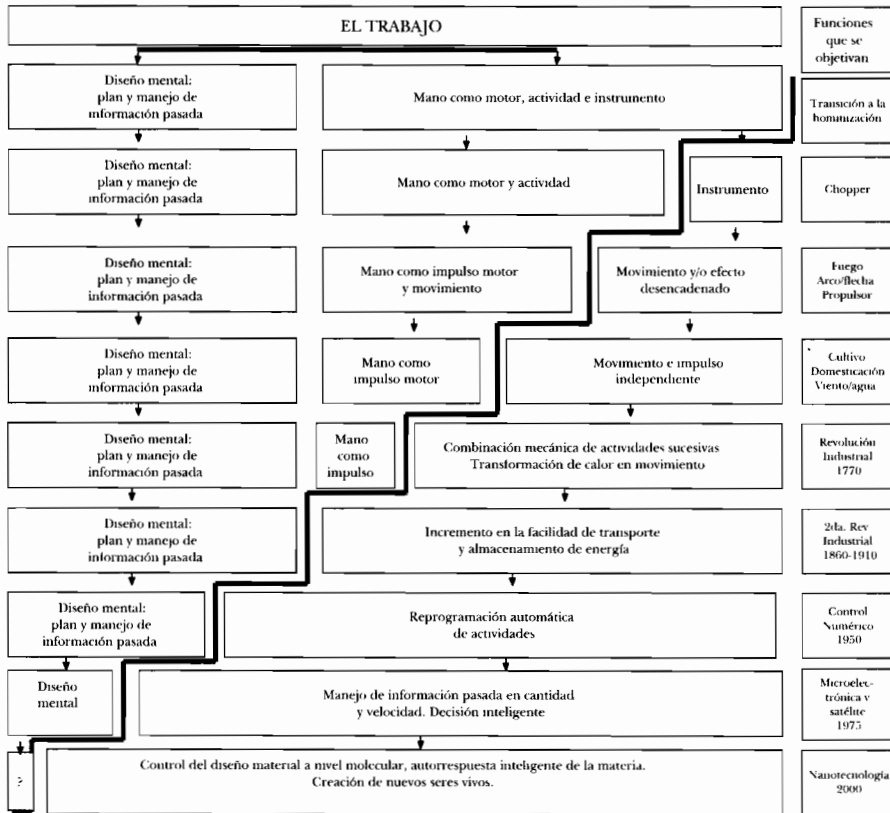 EL TRABAJO
Funciones
que se
objetivan
Diseño mental:
plan y manejo de
información pasada
Mano como motor, actividad e instrumento
Transición a la
hominización
Diseño mental:
plan y manejo de
información pasada
Mano como motor y actividad
Instrumento
Chopper
Diseño mental:
plan y manejo de
información pasada
Mano como impulso motor
y movimiento
Movimiento y/o efecto
desencadenado
Fuego
Arco/flecha
Propulsor
Diseño mental:
plan y manejo de
información pasada
Mano como
impulso motor
Movimiento e impulso
independiente
Cultivo
Domesticación
Viento/agua
Diseño mental:
plan y manejo de
información pasada
Mano
como
impulso
Combinación mecánica de actividades sucesivas
Transformación de calor en movimiento
Revolución
Industrial
1770
Diseño mental:
plan y manejo de
información pasada
Incremento en la facilidad de transporte
y almacenamiento de energía
2da. Rev
Industrial
1860-1910
Diseño mental:
plan y manejo de
información pasada
Reprogramación automática
de actividades
Control
Numérico
1950
Diseño
mental
Manejo de información pasada en cantidad
y velocidad. Decisión inteligente
Microelec-
trónica y
satélite
1975
?
Control del diseño material a nivel molecular, autorrespuesta inteligente de la materia.
Creación de nuevos seres vivos.
Nanotecnología
2000